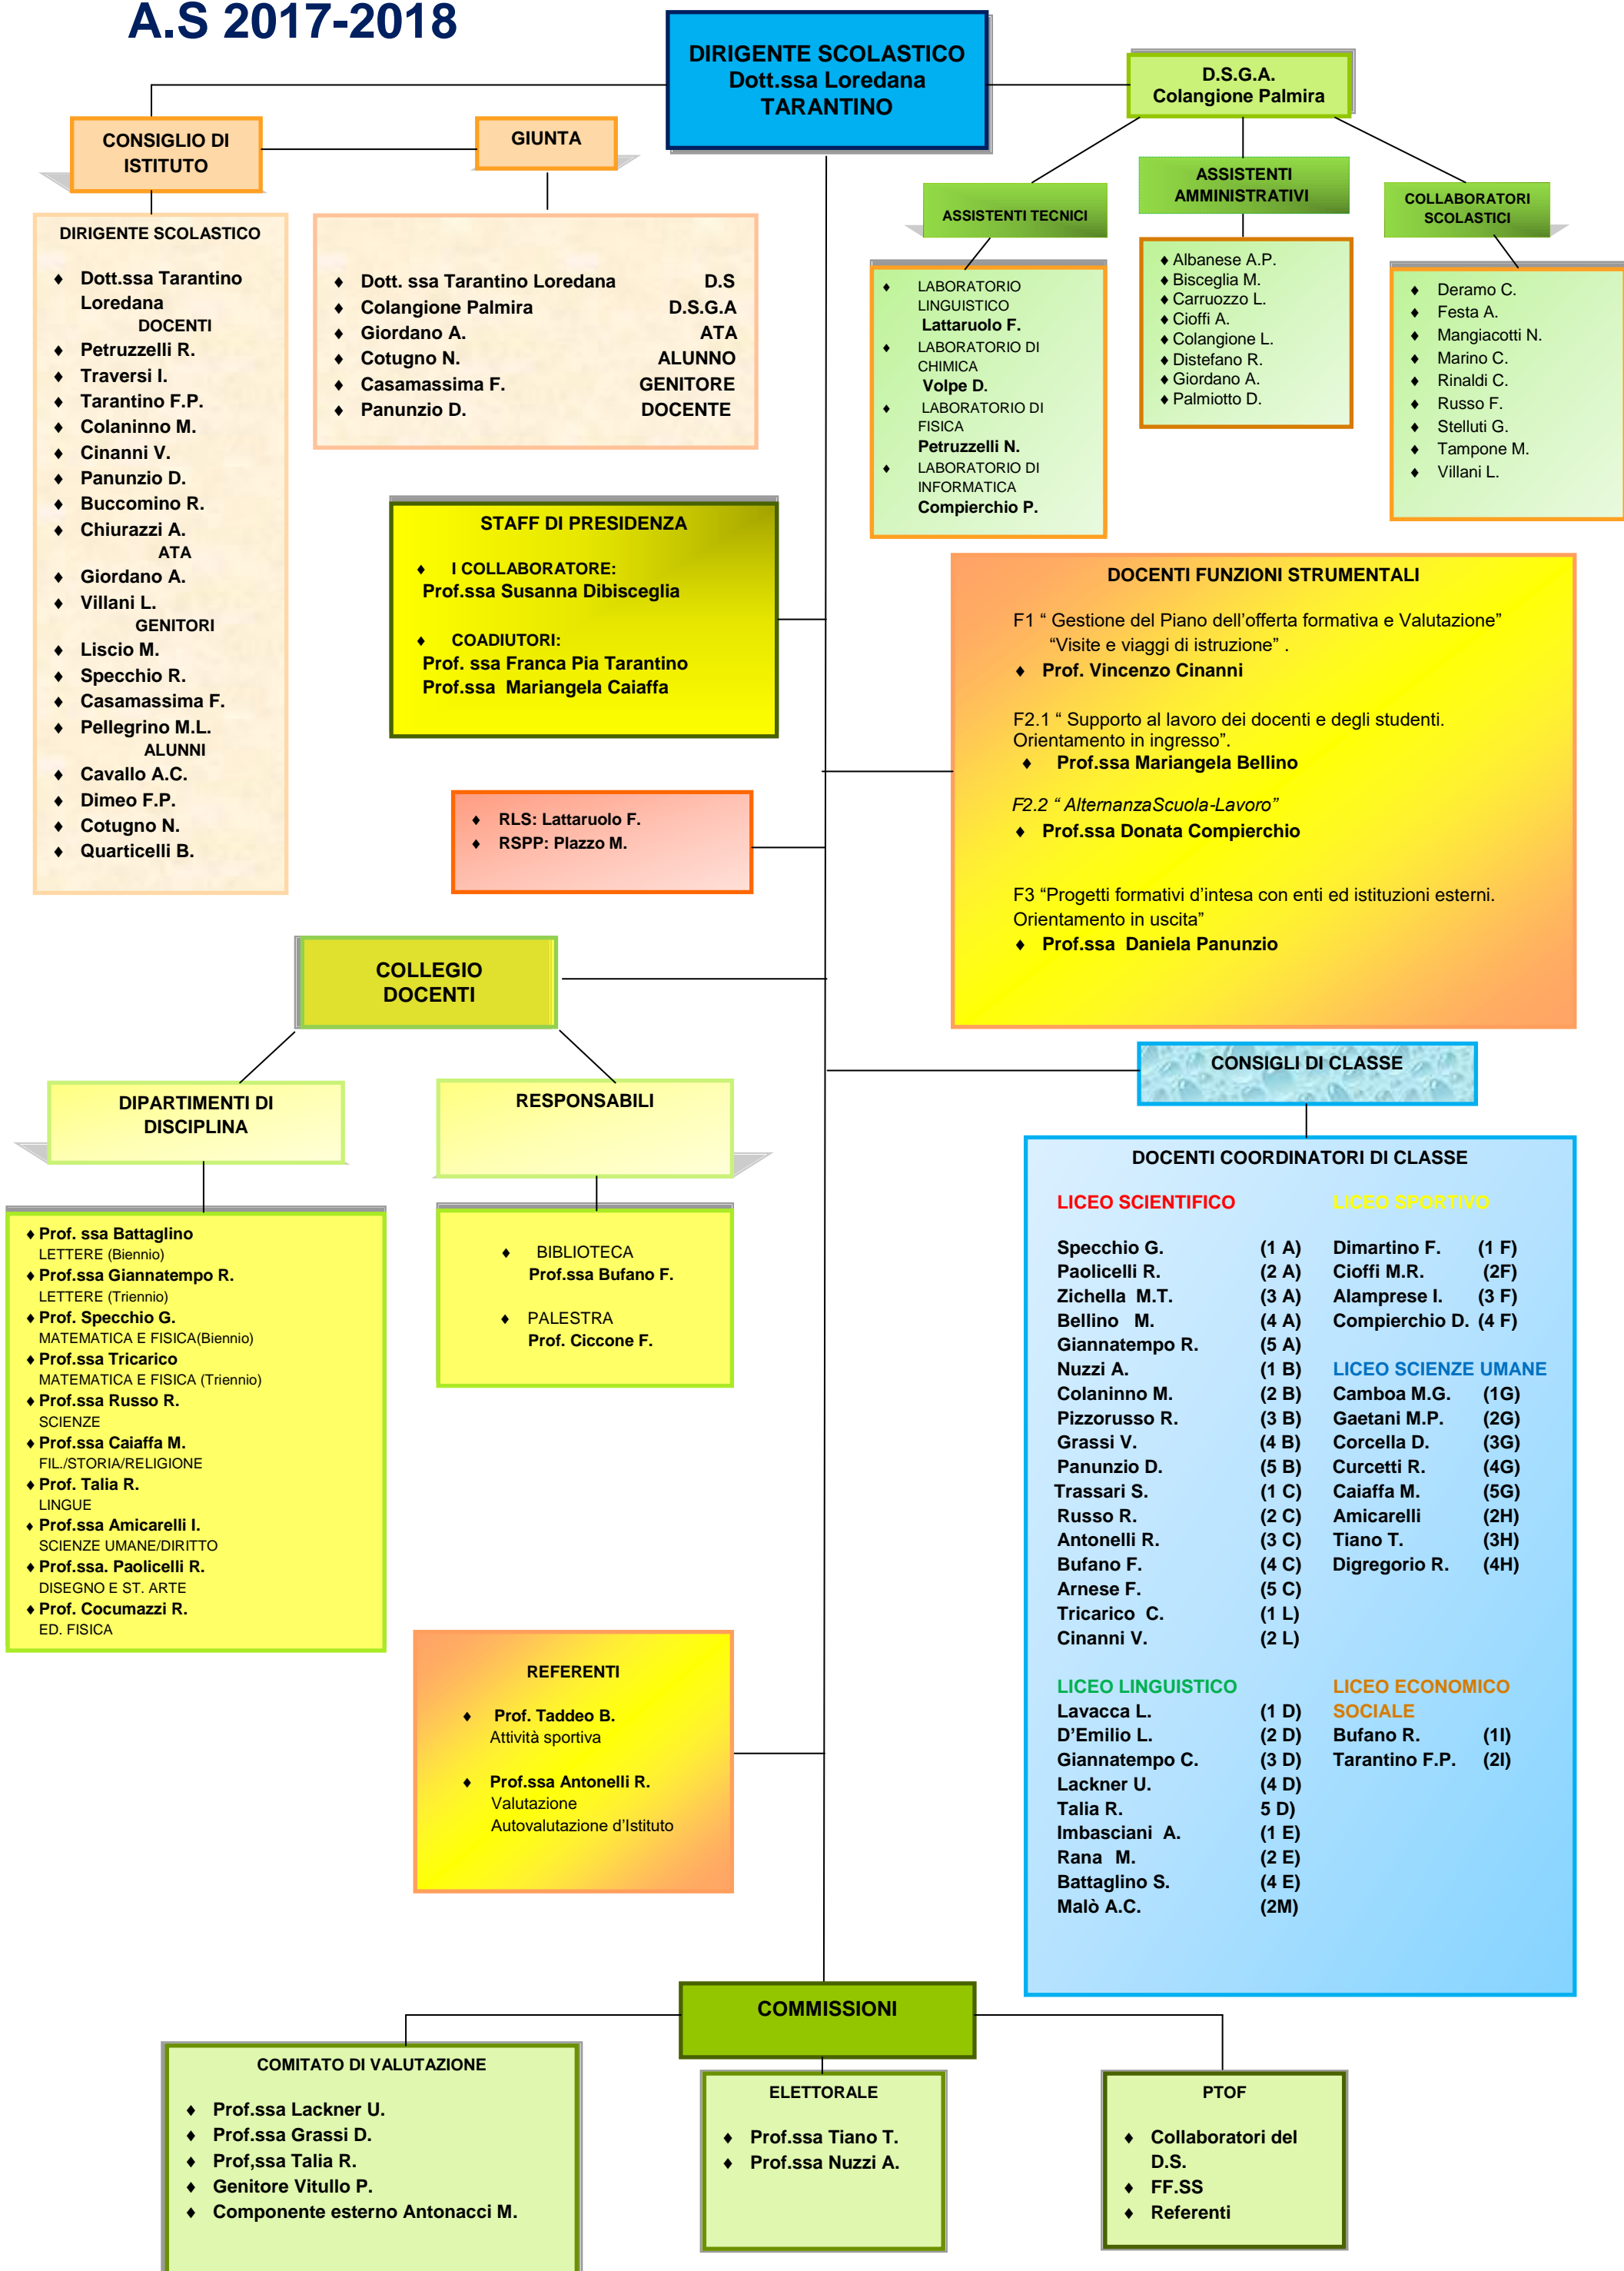 A.S 2017-2018
DIRIGENTE SCOLASTICO
Dott.ssa Loredana
TARANTINO
D.S.G.A.
Colangione Palmira
CONSIGLIO DI
ISTITUTO
GIUNTA
ASSISTENTI TECNICI
ASSISTENTI
AMMINISTRATIVI
COLLABORATORI
SCOLASTICI
DIRIGENTE SCOLASTICO
♦ Dott.ssa Tarantino
Loredana
DOCENTI
♦ Petruzzelli R.
♦ Traversi I.
♦ Tarantino F.P.
♦ Colaninno M.
♦ Cinanni V.
♦ Panunzio D.
♦ Buccomino R.
♦ Chiurazzi A.
ATA
♦ Giordano A.
♦ Villani L.
GENITORI
♦ Liscio M.
♦ Specchio R.
♦ Casamassima F.
♦ Pellegrino M.L.
ALUNNI
♦ Cavallo A.C.
♦ Dimeo F.P.
♦ Cotugno N.
♦ Quarticelli B.
♦ Dott. ssa Tarantino Loredana D.S
♦ Colangione Palmira D.S.G.A
♦ Giordano A. ATA
♦ Cotugno N. ALUNNO
♦ Casamassima F. GENITORE
♦ Panunzio D. DOCENTE
♦ LABORATORIO
LINGUISTICO
Lattaruolo F.
♦ LABORATORIO DI
CHIMICA
Volpe D.
♦ LABORATORIO DI
FISICA
Petruzzelli N.
♦ LABORATORIO DI
INFORMATICA
Compierchio P.
♦ Albanese A.P.
♦ Bisceglia M.
♦ Carruozzo L.
♦ Cioffi A.
♦ Colangione L.
♦ Distefano R.
♦ Giordano A.
♦ Palmiotto D.
♦ Deramo C.
♦ Festa A.
♦ Mangiacotti N.
♦ Marino C.
♦ Rinaldi C.
♦ Russo F.
♦ Stelluti G.
♦ Tampone M.
♦ Villani L.
STAFF DI PRESIDENZA
♦ I COLLABORATORE:
Prof.ssa Susanna Dibisceglia
♦ COADIUTORI:
Prof. ssa Franca Pia Tarantino
Prof.ssa Mariangela Caiaffa
DOCENTI FUNZIONI STRUMENTALI
F1 “ Gestione del Piano dell’offerta formativa e Valutazione”
“Visite e viaggi di istruzione” .
♦ Prof. Vincenzo Cinanni
F2.1 “ Supporto al lavoro dei docenti e degli studenti.
Orientamento in ingresso”.
♦ Prof.ssa Mariangela Bellino
F2.2 “ AlternanzaScuola-Lavoro”
♦ Prof.ssa Donata Compierchio
F3 “Progetti formativi d’intesa con enti ed istituzioni esterni.
Orientamento in uscita”
♦ Prof.ssa Daniela Panunzio
♦ RLS: Lattaruolo F.
♦ RSPP: Plazzo M.
COLLEGIO
DOCENTI
DIPARTIMENTI DI
DISCIPLINA
RESPONSABILI
♦ Prof. ssa Battaglino
LETTERE (Biennio)
♦ Prof.ssa Giannatempo R.
LETTERE (Triennio)
♦ Prof. Specchio G.
MATEMATICA E FISICA(Biennio)
♦ Prof.ssa Tricarico
MATEMATICA E FISICA (Triennio)
♦ Prof.ssa Russo R.
SCIENZE
♦ Prof.ssa Caiaffa M.
FIL./STORIA/RELIGIONE
♦ Prof. Talia R.
LINGUE
♦ Prof.ssa Amicarelli I.
SCIENZE UMANE/DIRITTO
♦ Prof.ssa. Paolicelli R.
DISEGNO E ST. ARTE
♦ Prof. Cocumazzi R.
ED. FISICA
♦ BIBLIOTECA
Prof.ssa Bufano F.
♦ PALESTRA
Prof. Ciccone F.
CONSIGLI DI CLASSE
DOCENTI COORDINATORI DI CLASSE
LICEO SCIENTIFICO
Specchio G. (1 A)
Paolicelli R. (2 A)
Zichella M.T. (3 A)
Bellino M. (4 A)
Giannatempo R. (5 A)
Nuzzi A. (1 B)
Colaninno M. (2 B)
Pizzorusso R. (3 B)
Grassi V. (4 B)
Panunzio D. (5 B)
Trassari S. (1 C)
Russo R. (2 C)
Antonelli R. (3 C)
Bufano F. (4 C)
Arnese F. (5 C)
Tricarico C. (1 L)
Cinanni V. (2 L)
LICEO SPORTIVO
Dimartino F. (1 F)
Cioffi M.R. (2F)
Alamprese I. (3 F)
Compierchio D. (4 F)
LICEO SCIENZE UMANE
Camboa M.G. (1G)
Gaetani M.P. (2G)
Corcella D. (3G)
Curcetti R. (4G)
Caiaffa M. (5G)
Amicarelli (2H)
Tiano T. (3H)
Digregorio R. (4H)
LICEO LINGUISTICO
Lavacca L. (1 D)
D’Emilio L. (2 D)
Giannatempo C. (3 D)
Lackner U. (4 D)
Talia R. 5 D)
Imbasciani A. (1 E)
Rana M. (2 E)
Battaglino S. (4 E)
Malò A.C. (2M)
LICEO ECONOMICO
SOCIALE
Bufano R. (1I)
Tarantino F.P. (2I)
REFERENTI
♦ Prof. Taddeo B.
Attività sportiva
♦ Prof.ssa Antonelli R.
Valutazione
Autovalutazione d’Istituto
COMMISSIONI
COMITATO DI VALUTAZIONE
♦ Prof.ssa Lackner U.
♦ Prof.ssa Grassi D.
♦ Prof,ssa Talia R.
♦ Genitore Vitullo P.
♦ Componente esterno Antonacci M.
ELETTORALE
♦ Prof.ssa Tiano T.
♦ Prof.ssa Nuzzi A.
PTOF
♦ Collaboratori del
D.S.
♦ FF.SS
♦ Referenti